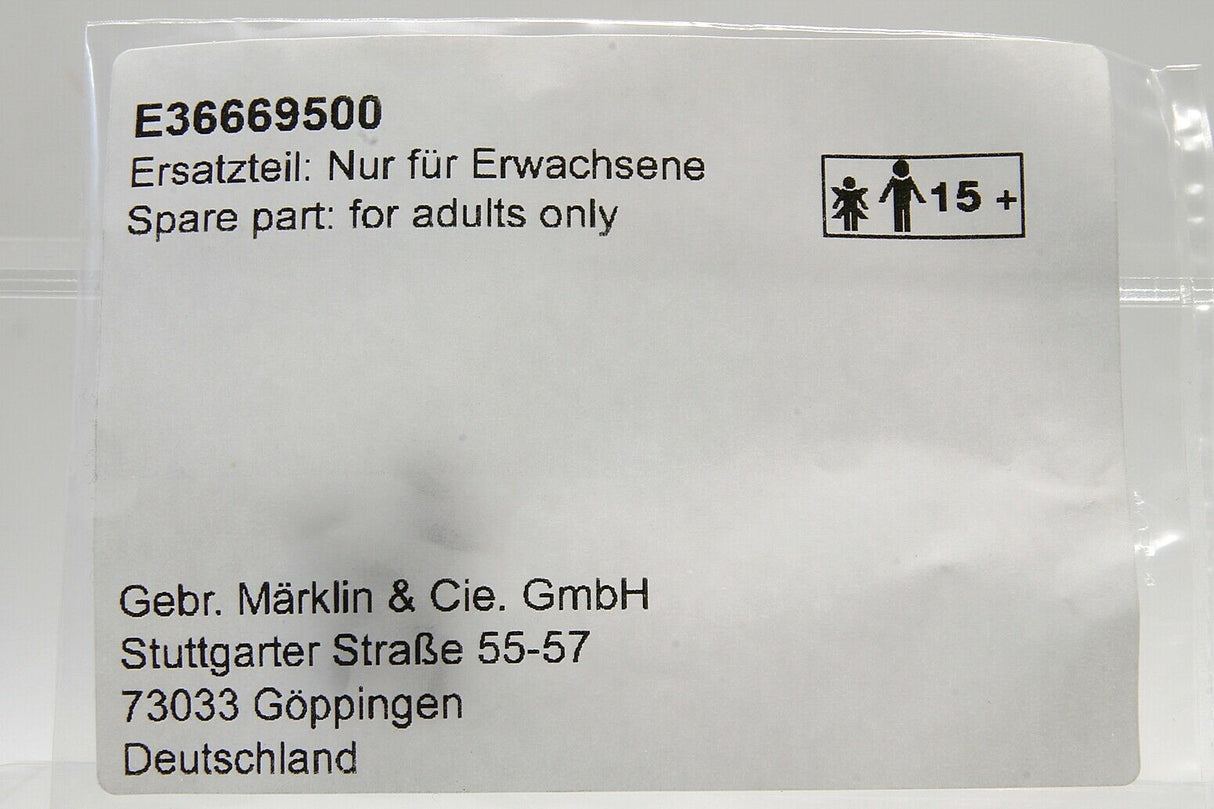 E36669500
Ersatzteil: Nur für Erwachsene
Spare part: for adults only
15 +
Gebr. Märklin & Cie. GmbH
Stuttgarter Straße 55-57
73033 Göppingen
Deutschland